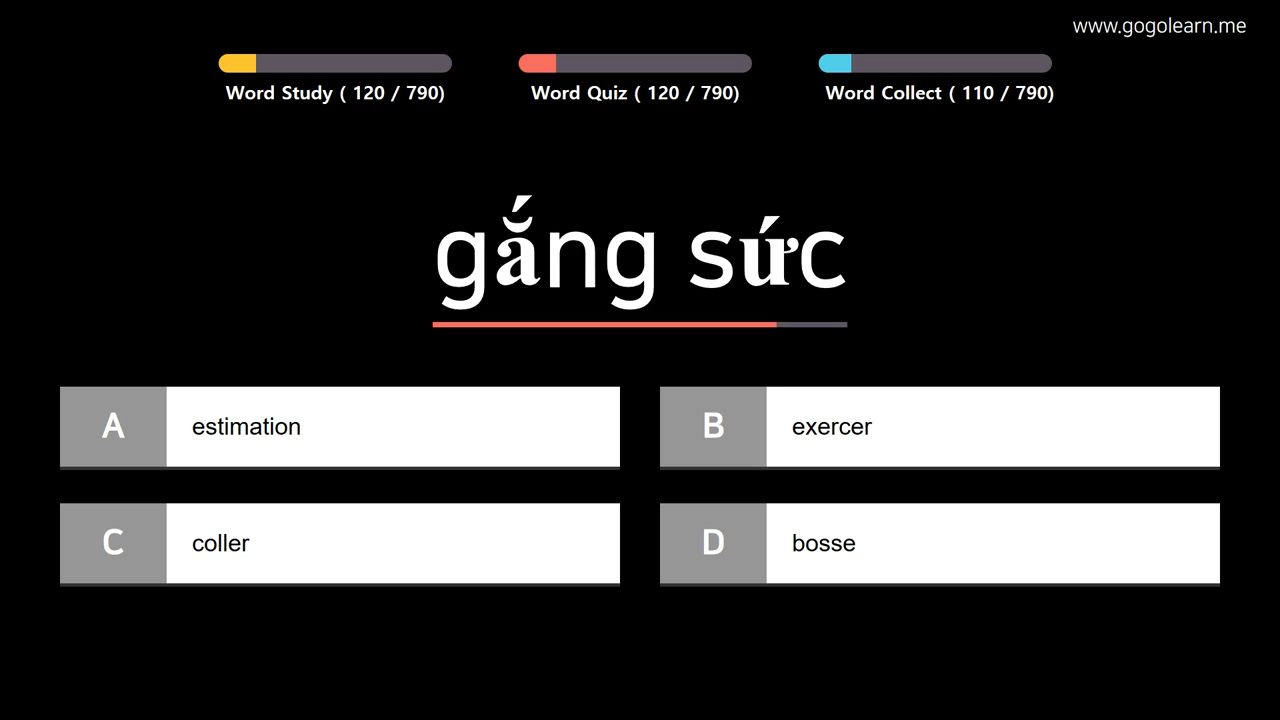 www.gogolearn.me
Word Study ( 120 / 790)
Word Quiz ( 120 / 790)
Word Collect ( 110 / 790)
gắng sức
A estimation
B exercer
C coller
D bosse